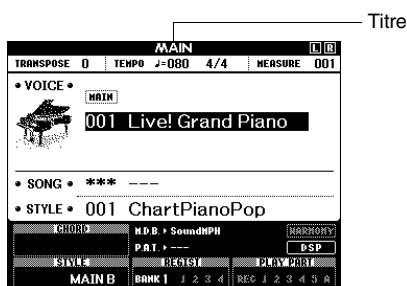 Titre
MAIN L R
TRANSPOSE 0 TEMPO ♩=080 4/4 MEASURE 001
• VOICE •
MAIN
001 Live! Grand Piano
• SONG • *** ---
• STYLE • 001 ChartPianoPop
CHORD M.D.B. ▸ SoundMPH HARMONY
P.A.T. ▸ --- DSP
STYLE REGIST PLAY PART
MAIN B BANK 1 1 2 3 4 REC 1 2 3 4 5 A